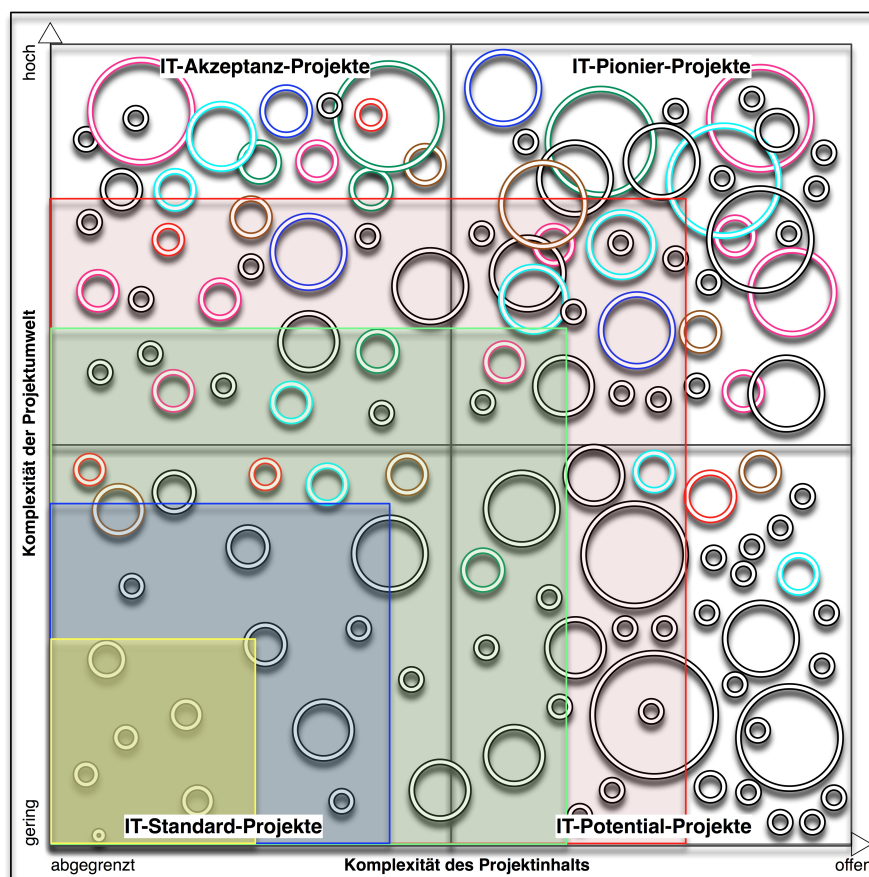 hoch
IT-Akzeptanz-Projekte
IT-Pionier-Projekte
Komplexität der Projektumwelt
gering
IT-Standard-Projekte
IT-Potential-Projekte
abgegrenzt
Komplexität des Projektinhalts
offen